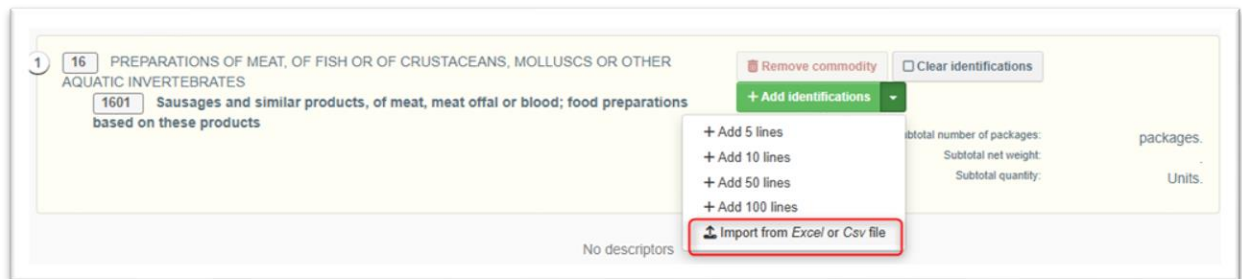 1
16 PREPARATIONS OF MEAT, OF FISH OR OF CRUSTACEANS, MOLLUSCS OR OTHER
AQUATIC INVERTEBRATES
1601 Sausages and similar products, of meat, meat offal or blood; food preparations
based on these products
Remove commodity
Clear identifications
+ Add identifications
+ Add 5 lines
+ Add 10 lines
+ Add 50 lines
+ Add 100 lines
Import from Excel or Csv file
btotal number of packages: packages.
Subtotal net weight: .
Subtotal quantity: Units.
No descriptors